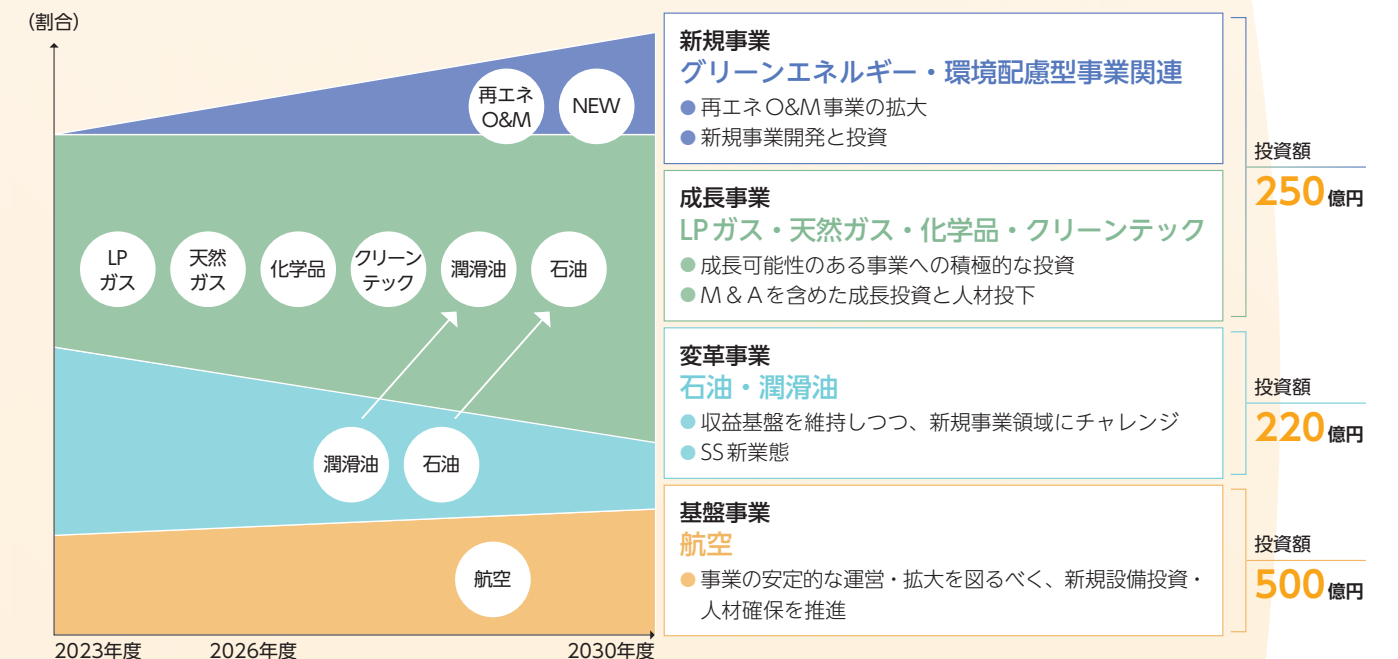 (割合)
再エネ
O&M
NEW
LP
ガス
天然
ガス
化学品
クリーン
テック
潤滑油
石油
潤滑油
石油
航空
2023年度
2026年度
2030年度
新規事業
グリーンエネルギー・環境配慮型事業関連
● 再エネO&M事業の拡大
● 新規事業開発と投資
成長事業
LPガス・天然ガス・化学品・クリーンテック
● 成長可能性のある事業への積極的な投資
● M&Aを含めた成長投資と人材投下
投資額
250億円
変革事業
石油・潤滑油
● 収益基盤を維持しつつ、新規事業領域にチャレンジ
● SS新業態
投資額
220億円
基盤事業
航空
● 事業の安定的な運営・拡大を図るべく、新規設備投資・
人材確保を推進
投資額
500億円